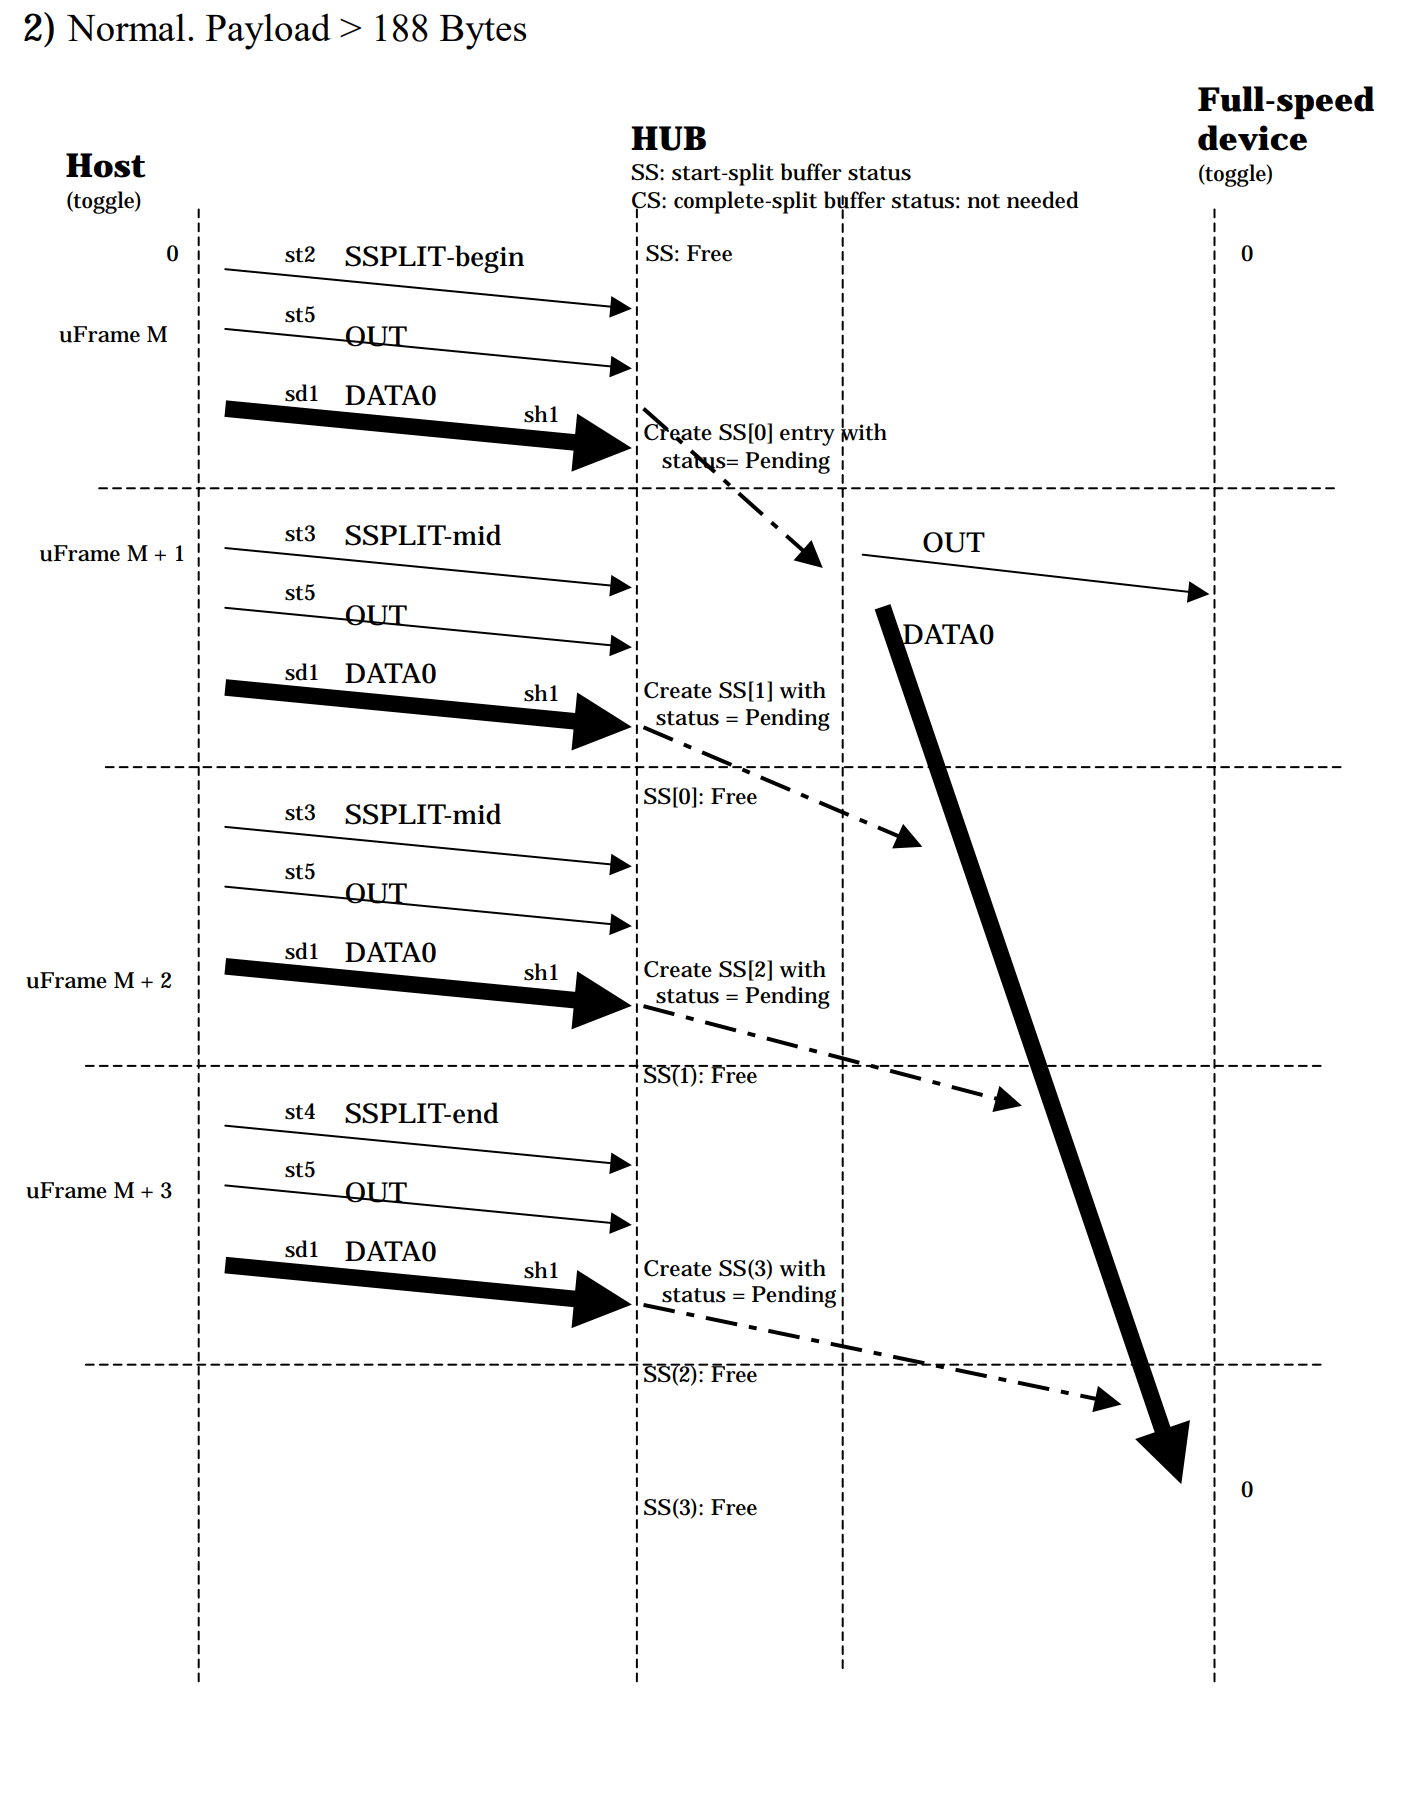 2) Normal. Payload > 188 Bytes
Full-speed
device
(toggle)
HUB
SS: start-split buffer status
CS: complete-split buffer status: not needed
Host
(toggle)
0
st2 SSPLIT-begin
SS: Free
0
uFrame M
st5
OUT
sd1 DATA0
sh1
Create SS[0] entry with
status= Pending
uFrame M + 1
st3 SSPLIT-mid
OUT
st5
OUT
DATA0
sd1 DATA0
sh1
Create SS[1] with
status = Pending
SS[0]: Free
st3 SSPLIT-mid
st5
OUT
sd1 DATA0
sh1
uFrame M + 2
Create SS[2] with
status = Pending
SS(1): Free
st4 SSPLIT-end
st5
OUT
uFrame M + 3
sd1 DATA0
sh1
Create SS(3) with
status = Pending
SS(2): Free
0
SS(3): Free